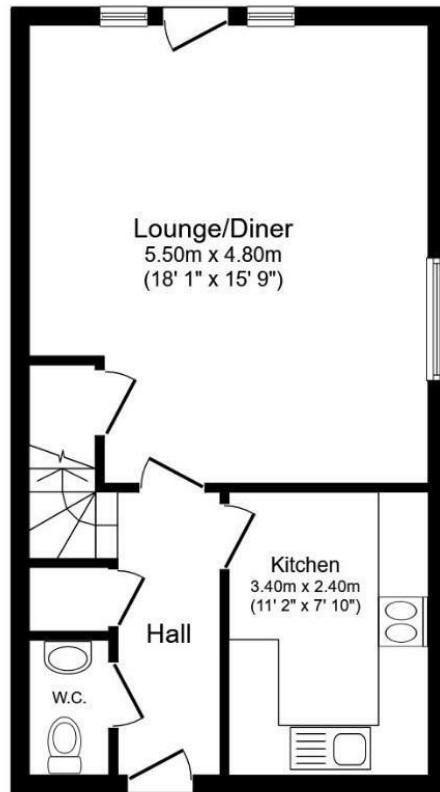 Lounge/Diner
5.50m x 4.80m
(18' 1" x 15' 9")
Kitchen
3.40m x 2.40m
(11' 2" x 7' 10")
Hall
W.C.